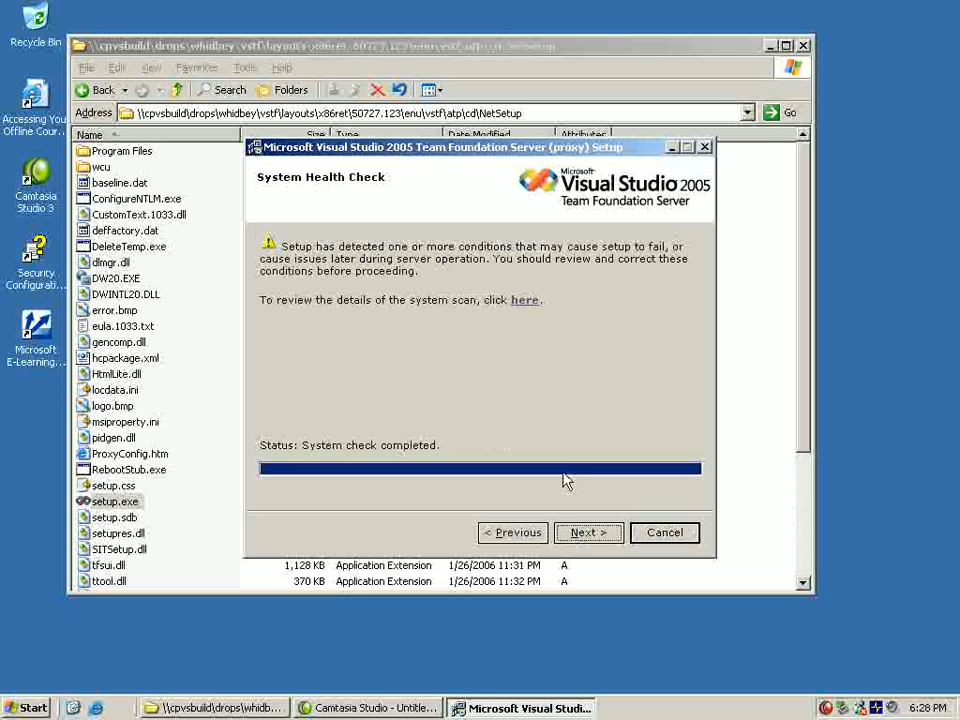 Recycle Bin
Accessing You
Offline Cour...
Camtasia
Studio 3
Security
Configurati...
Microsoft
E-Learning...
File Edit View Favorites Tools Help
Back Search Folders
Address \\cpvsbuild\drops\whidbey\vstf\layouts\x86ret\50727.123\enu\vstf\atp\cd\NetSetup Go
Name Size Type Date Modified Attributes
Program Files
wcu
baseline.dat
ConfigureNTLM.exe
CustomText.1033.dll
deffactory.dat
DeleteTemp.exe
dlmgr.dll
DW20.EXE
DWINTL20.DLL
error.bmp
eula.1033.txt
gencomp.dll
hcpackage.xml
HtmlLite.dll
locdata.ini
logo.bmp
msiproperty.ini
pidgen.dll
ProxyConfig.htm
RebootStub.exe
setup.css
setup.exe
setup.sdb
setupres.dll
SITSetup.dll
tfsui.dll 1,128 KB Application Extension 1/26/2006 11:31 PM A
ttool.dll 370 KB Application Extension 1/26/2006 11:32 PM A
Microsoft Visual Studio 2005 Team Foundation Server (proxy) Setup
System Health Check
Microsoft
Visual Studio 2005
Team Foundation Server
Setup has detected one or more conditions that may cause setup to fail, or
cause issues later during server operation. You should review and correct these
conditions before proceeding.
To review the details of the system scan, click here.
Status: System check completed.
< Previous Next > Cancel
Start \\cpvsbuild\drops\whidb... Camtasia Studio - Untitle... Microsoft Visual Studi... 6:28 PM